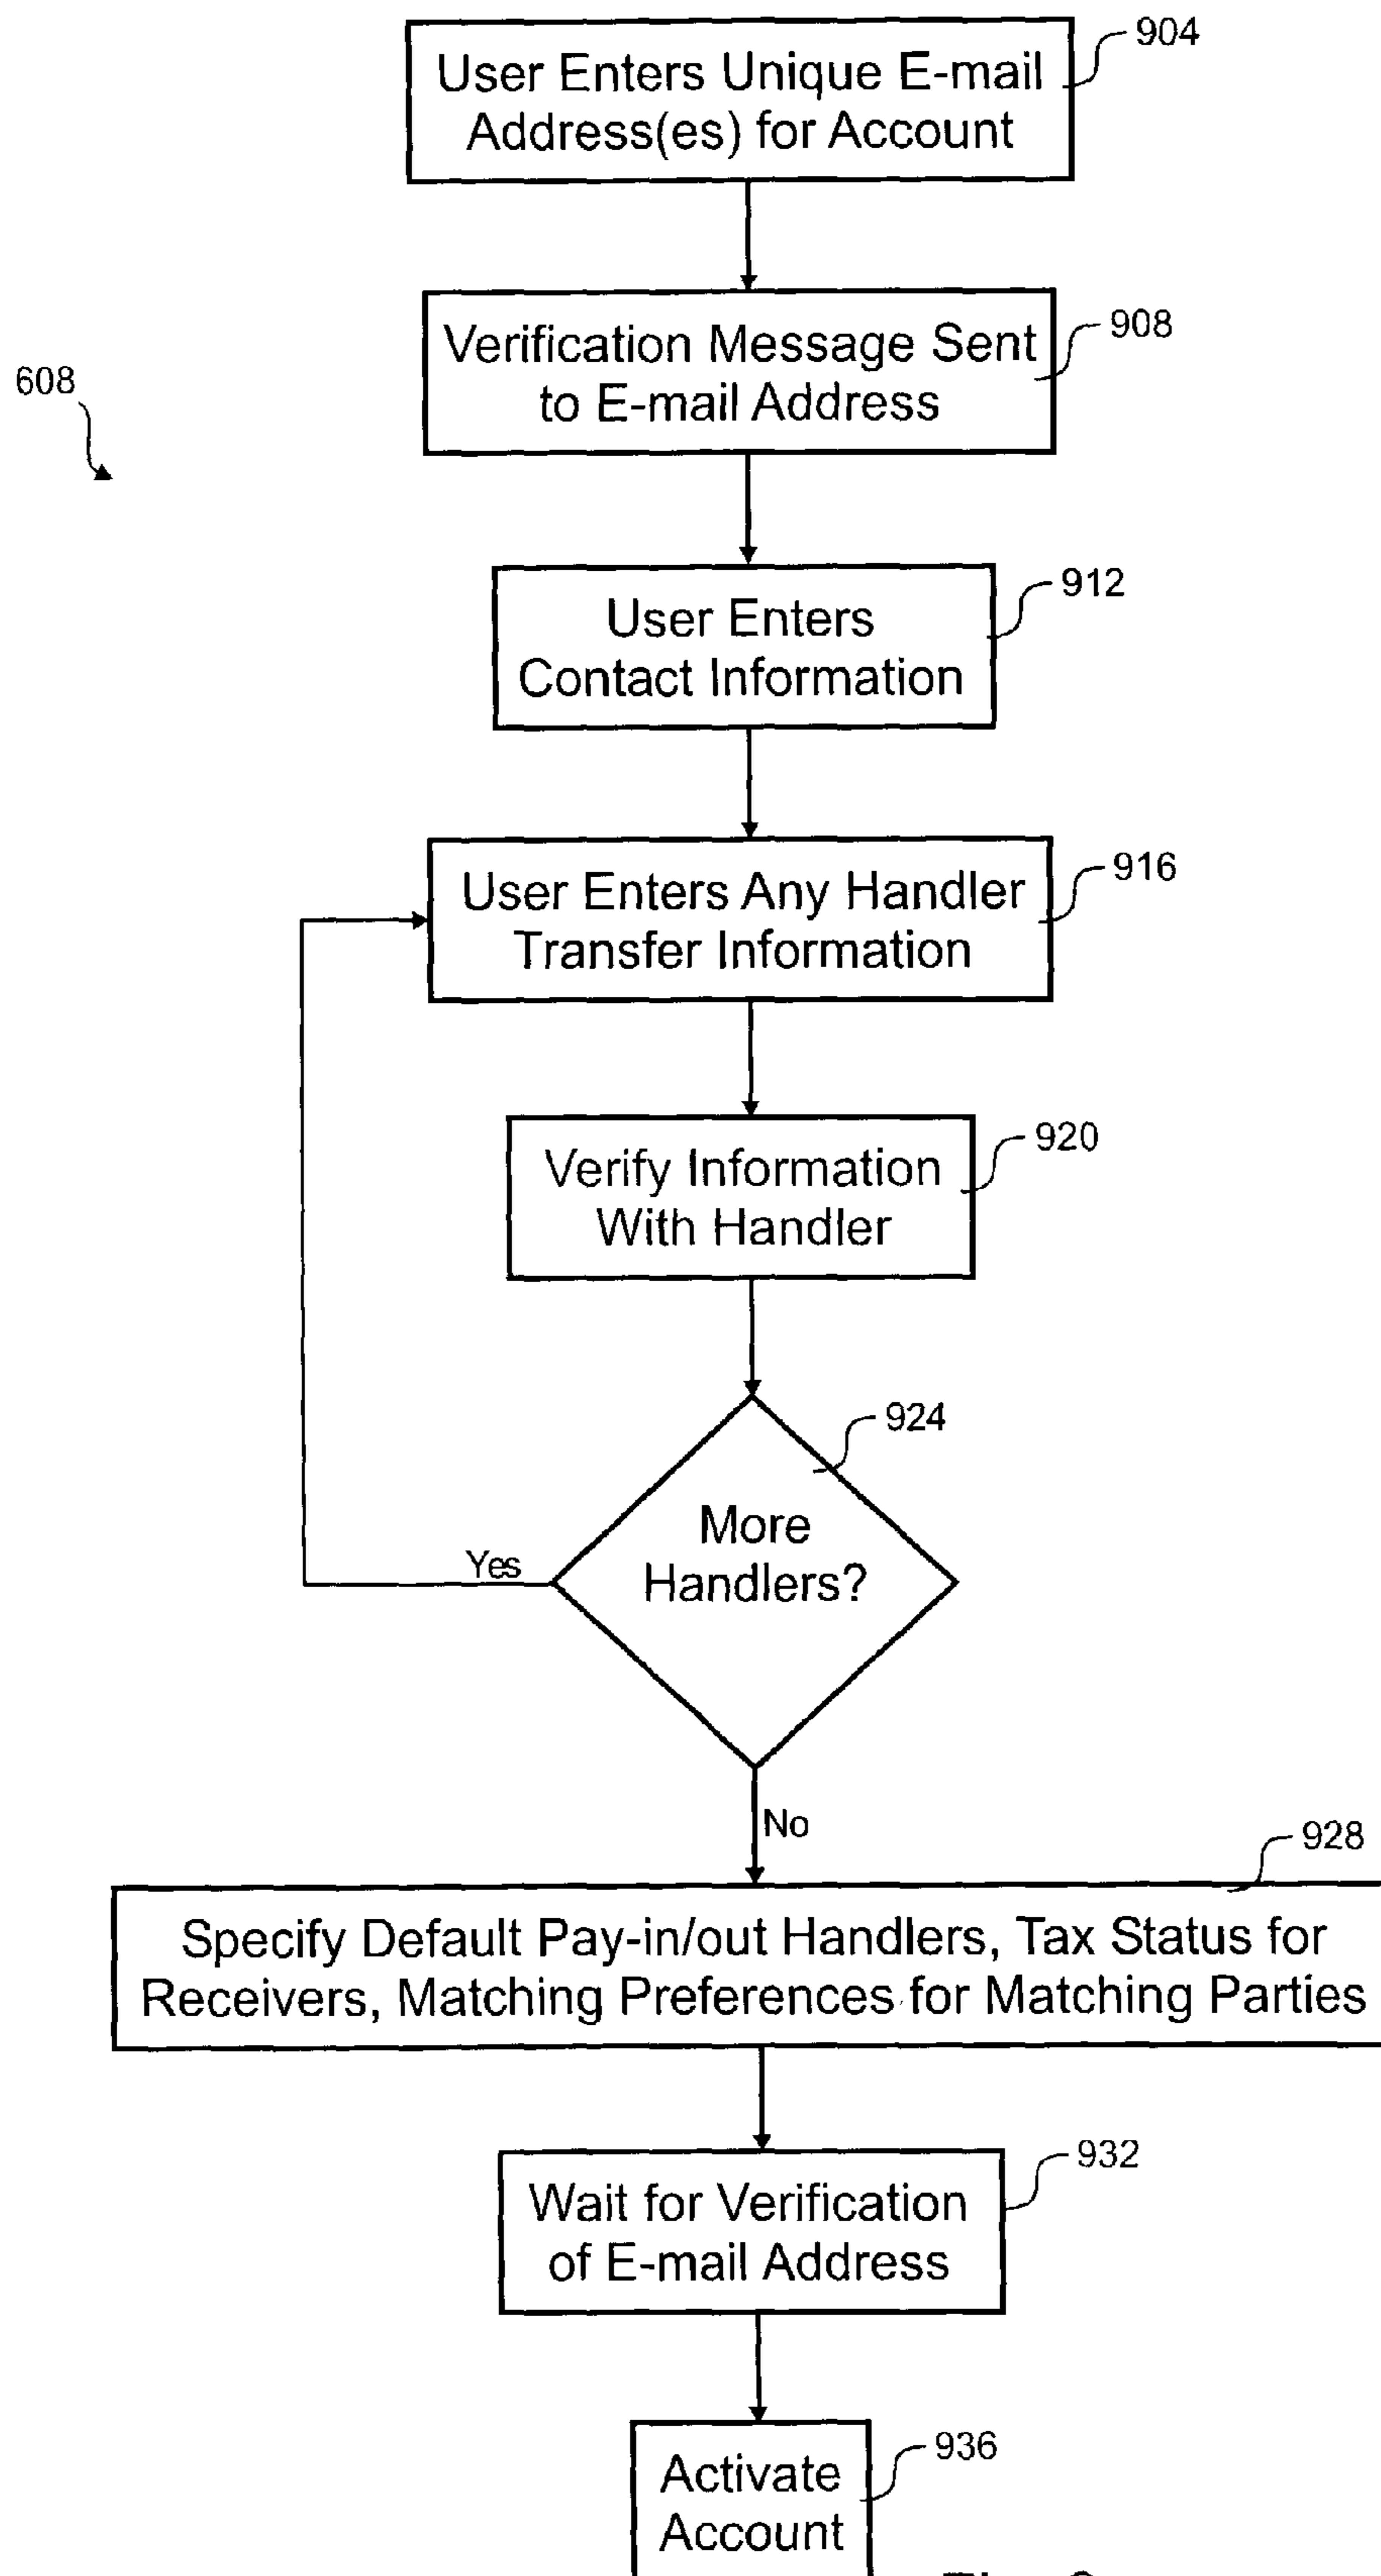 904
User Enters Unique E-mail
Address(es) for Account
908
Verification Message Sent
to E-mail Address
608
912
User Enters
Contact Information
916
User Enters Any Handler
Transfer Information
920
Verify Information
With Handler
924
More
Handlers?
Yes
No
928
Specify Default Pay-in/out Handlers, Tax Status for
Receivers, Matching Preferences for Matching Parties
932
Wait for Verification
of E-mail Address
936
Activate
Account